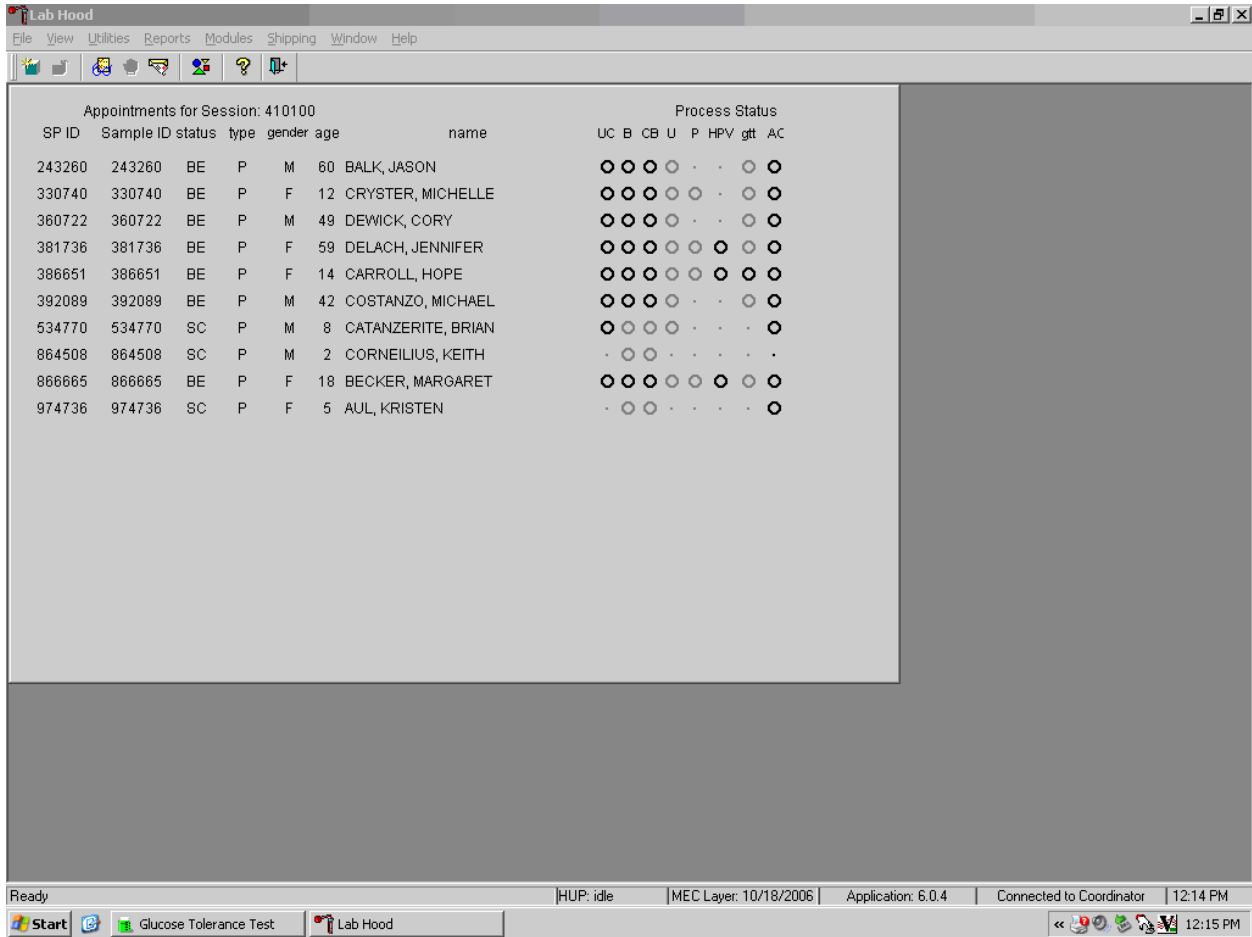 Lab Hood
File View Utilities Reports Modules Shipping Window Help
Appointments for Session: 410100 Process Status
SP ID Sample ID status type gender age name UC B CB U P HPV gtt AC
243260 243260 BE P M 60 BALK, JASON
330740 330740 BE P F 12 CRYSTER, MICHELLE
360722 360722 BE P M 49 DEWICK, CORY
381736 381736 BE P F 59 DELACH, JENNIFER
386651 386651 BE P F 14 CARROLL, HOPE
392089 392089 BE P M 42 COSTANZO, MICHAEL
534770 534770 SC P M 8 CATANZERITE, BRIAN
864508 864508 SC P M 2 CORNEILIUS, KEITH
866665 866665 BE P F 18 BECKER, MARGARET
974736 974736 SC P F 5 AUL, KRISTEN
Ready HUP: idle MEC Layer: 10/18/2006 Application: 6.0.4 Connected to Coordinator 12:14 PM
Start Glucose Tolerance Test Lab Hood 12:15 PM